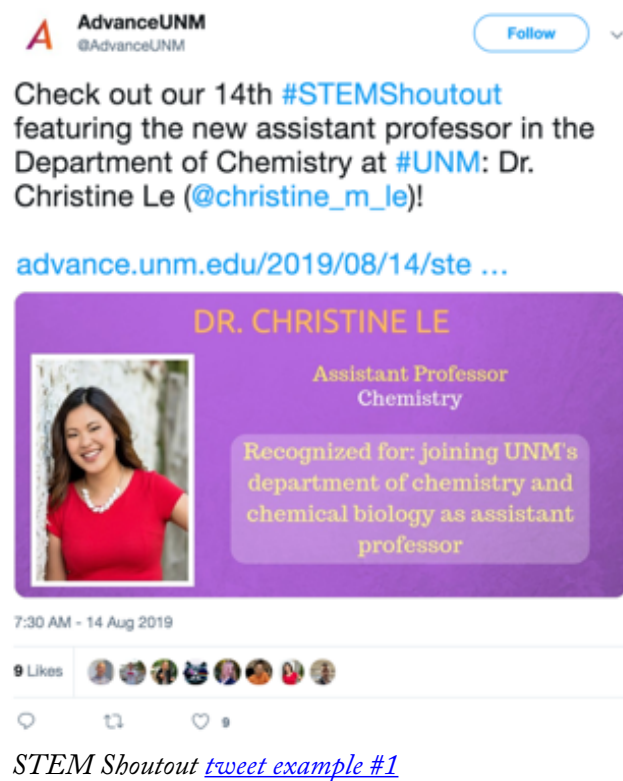 AdvanceUNM
@AdvanceUNM
Follow
Check out our 14th #STEMShoutout
featuring the new assistant professor in the
Department of Chemistry at #UNM: Dr.
Christine Le (@christine_m_le)!
advance.unm.edu/2019/08/14/ste ...
DR. CHRISTINE LE
Assistant Professor
Chemistry
Recognized for: joining UNM's
department of chemistry and
chemical biology as assistant
professor
7:30 AM - 14 Aug 2019
9 Likes
9
STEM Shoutout tweet example #1